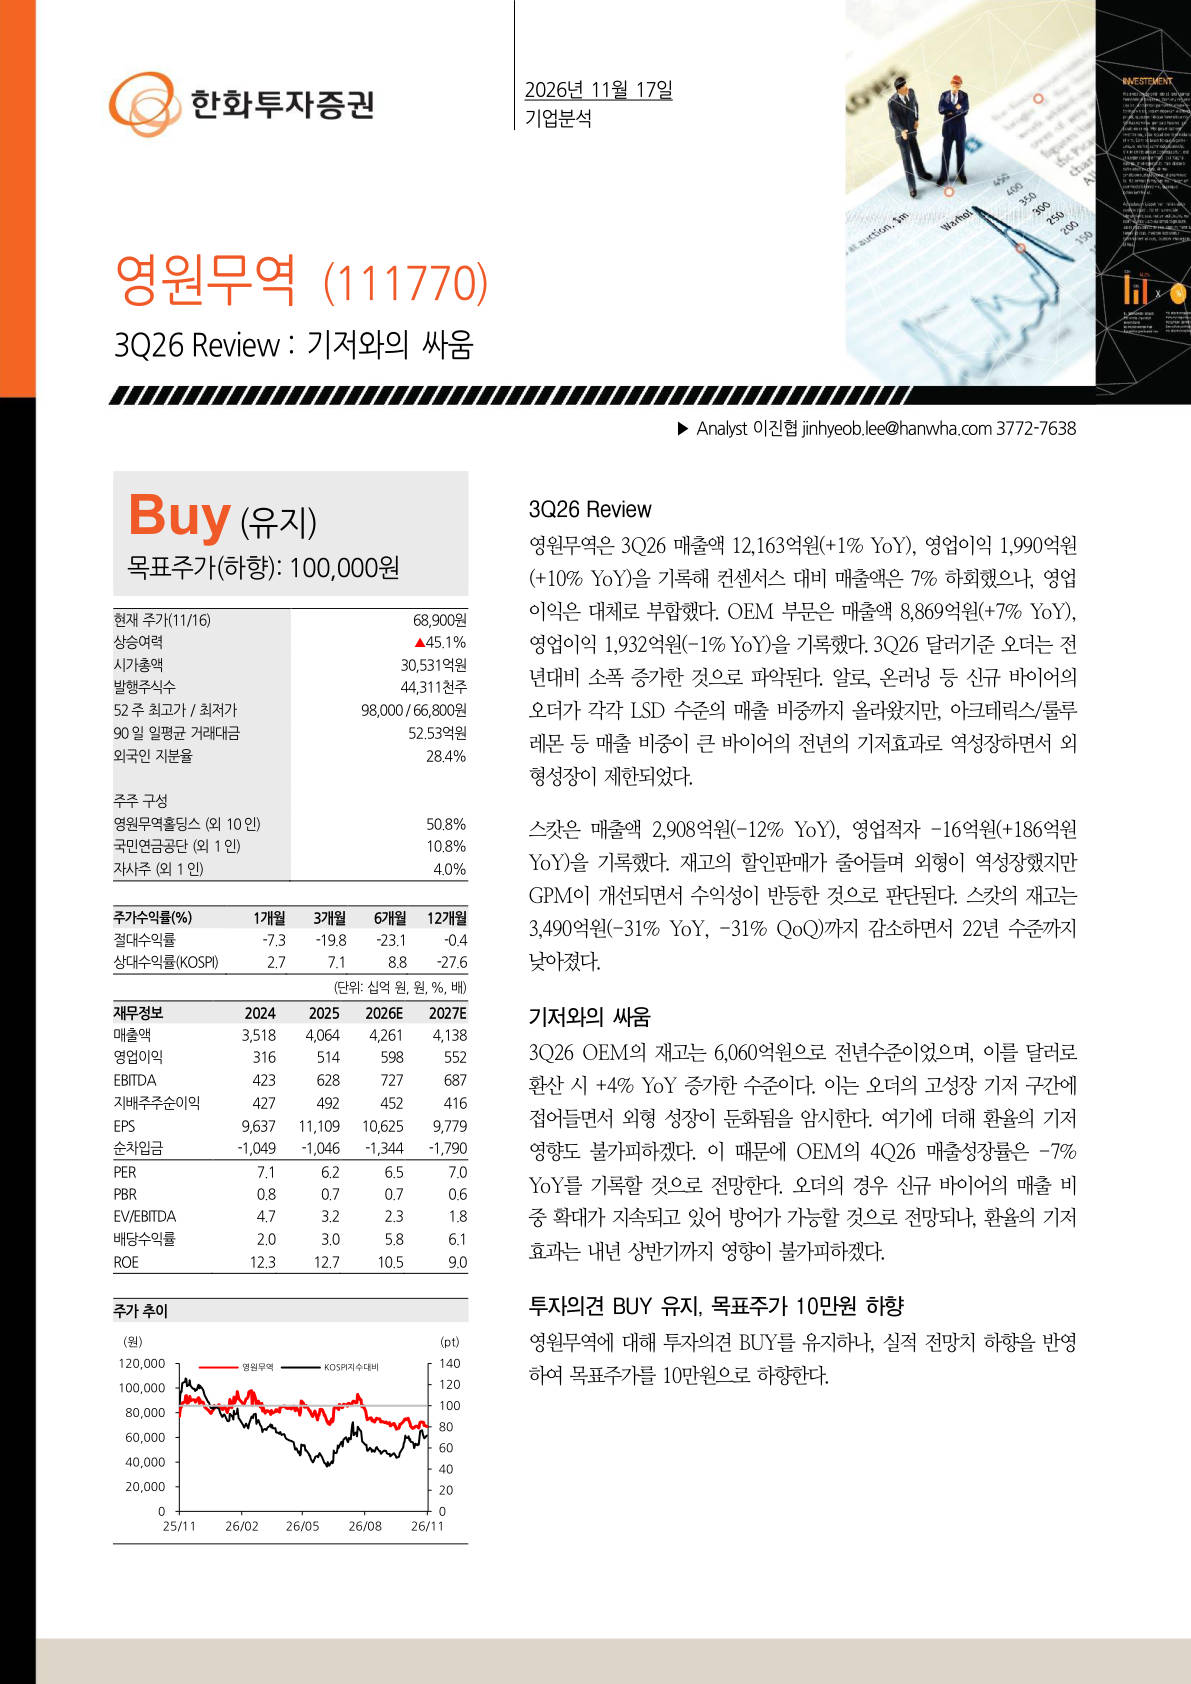 한화투자증권
2026년 11월 17일
기업분석
INVESTEMENT
영원무역 (111770)
3Q26 Review : 기저와의 싸움
▶ Analyst 이진협 jinhyeob.lee@hanwha.com 3772-7638
Buy (유지)
목표주가(하향): 100,000원
현재 주가(11/16) 68,900원
상승여력 ▲45.1%
시가총액 30,531억원
발행주식수 44,311천주
52 주 최고가 / 최저가 98,000 / 66,800원
90 일 일평균 거래대금 52.53억원
외국인 지분율 28.4%
주주 구성
영원무역홀딩스 (외 10 인) 50.8%
국민연금공단 (외 1 인) 10.8%
자사주 (외 1 인) 4.0%
주가수익률(%) 1개월 3개월 6개월 12개월
절대수익률 -7.3 -19.8 -23.1 -0.4
상대수익률(KOSPI) 2.7 7.1 8.8 -27.6
(단위: 십억 원, 원, %, 배)
재무정보 2024 2025 2026E 2027E
매출액 3,518 4,064 4,261 4,138
영업이익 316 514 598 552
EBITDA 423 628 727 687
지배주주순이익 427 492 452 416
EPS 9,637 11,109 10,625 9,779
순차입금 -1,049 -1,046 -1,344 -1,790
PER 7.1 6.2 6.5 7.0
PBR 0.8 0.7 0.7 0.6
EV/EBITDA 4.7 3.2 2.3 1.8
배당수익률 2.0 3.0 5.8 6.1
ROE 12.3 12.7 10.5 9.0
주가 추이
(원) (pt)
영원무역 KOSPI지수대비
120,000 140
100,000 120
80,000 100
60,000 80
40,000 60
20,000 40
0 20
0
25/11 26/02 26/05 26/08 26/11
3Q26 Review
영원무역은 3Q26 매출액 12,163억원(+1% YoY), 영업이익 1,990억원
(+10% YoY)을 기록해 컨센서스 대비 매출액은 7% 하회했으나, 영업
이익은 대체로 부합했다. OEM 부문은 매출액 8,869억원(+7% YoY),
영업이익 1,932억원(-1% YoY)을 기록했다. 3Q26 달러기준 오더는 전
년대비 소폭 증가한 것으로 파악된다. 알로, 온러닝 등 신규 바이어의
오더가 각각 LSD 수준의 매출 비중까지 올라왔지만, 아크테릭스/룰루
레몬 등 매출 비중이 큰 바이어의 전년의 기저효과로 역성장하면서 외
형성장이 제한되었다.
스캇은 매출액 2,908억원(-12% YoY), 영업적자 -16억원(+186억원
YoY)을 기록했다. 재고의 할인판매가 줄어들며 외형이 역성장했지만
GPM이 개선되면서 수익성이 반등한 것으로 판단된다. 스캇의 재고는
3,490억원(-31% YoY, -31% QoQ)까지 감소하면서 22년 수준까지
낮아졌다.
기저와의 싸움
3Q26 OEM의 재고는 6,060억원으로 전년수준이었으며, 이를 달러로
환산 시 +4% YoY 증가한 수준이다. 이는 오더의 고성장 기저 구간에
접어들면서 외형 성장이 둔화됨을 암시한다. 여기에 더해 환율의 기저
영향도 불가피하겠다. 이 때문에 OEM의 4Q26 매출성장률은 -7%
YoY를 기록할 것으로 전망한다. 오더의 경우 신규 바이어의 매출 비
중 확대가 지속되고 있어 방어가 가능할 것으로 전망되나, 환율의 기저
효과는 내년 상반기까지 영향이 불가피하겠다.
투자의견 BUY 유지, 목표주가 10만원 하향
영원무역에 대해 투자의견 BUY를 유지하나, 실적 전망치 하향을 반영
하여 목표주가를 10만원으로 하향한다.